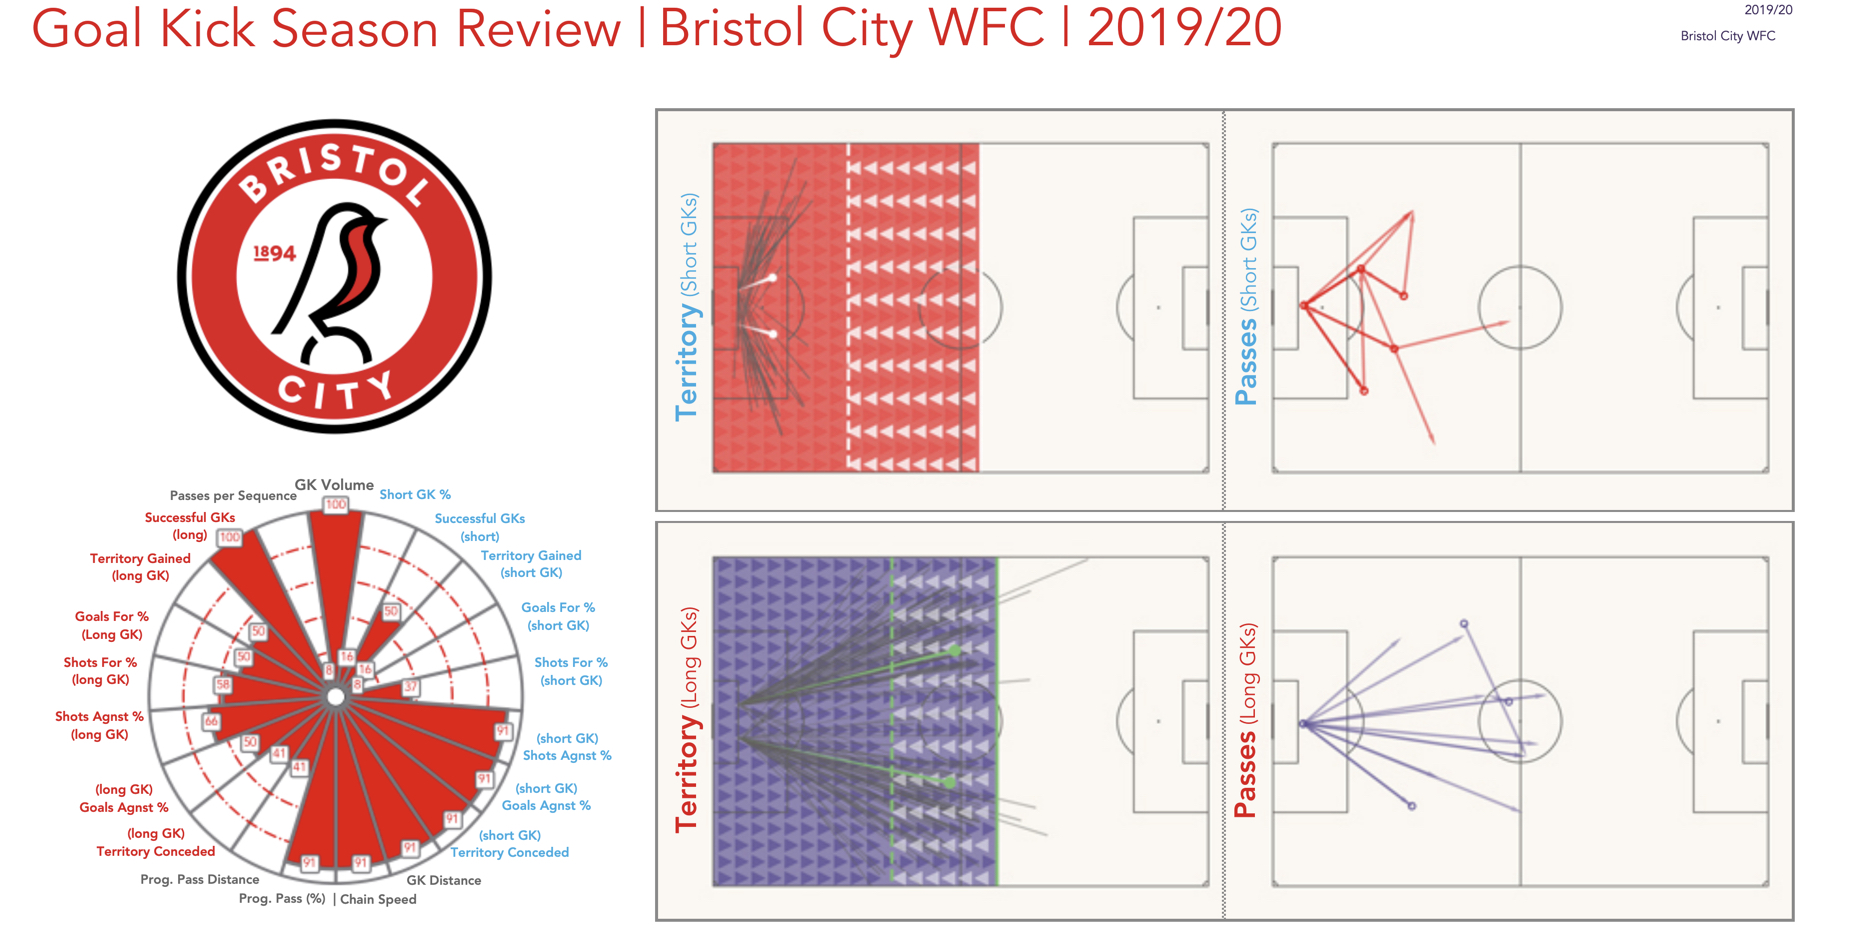 Goal Kick Season Review | Bristol City WFC | 2019/20
2019/20
Bristol City WFC
BRISTOL
1894
CITY
Territory (Short GKs)
Passes (Short GKs)
Territory (Long GKs)
Passes (Long GKs)
GK Volume
Passes per Sequence
Short GK %
Successful GKs
(long)
Successful GKs
(short)
Territory Gained
(long GK)
Territory Gained
(short GK)
Goals For %
(Long GK)
Goals For %
(short GK)
Shots For %
(long GK)
Shots For %
(short GK)
Shots Agnst %
(long GK)
(short GK)
Shots Agnst %
(long GK)
Goals Agnst %
(short GK)
Goals Agnst %
(long GK)
Territory Conceded
(short GK)
Territory Conceded
Prog. Pass Distance
GK Distance
Prog. Pass (%) | Chain Speed
100
100
50
50
50
16
8
16
8
37
58
66
50
41
41
91
91
91
91
91
91